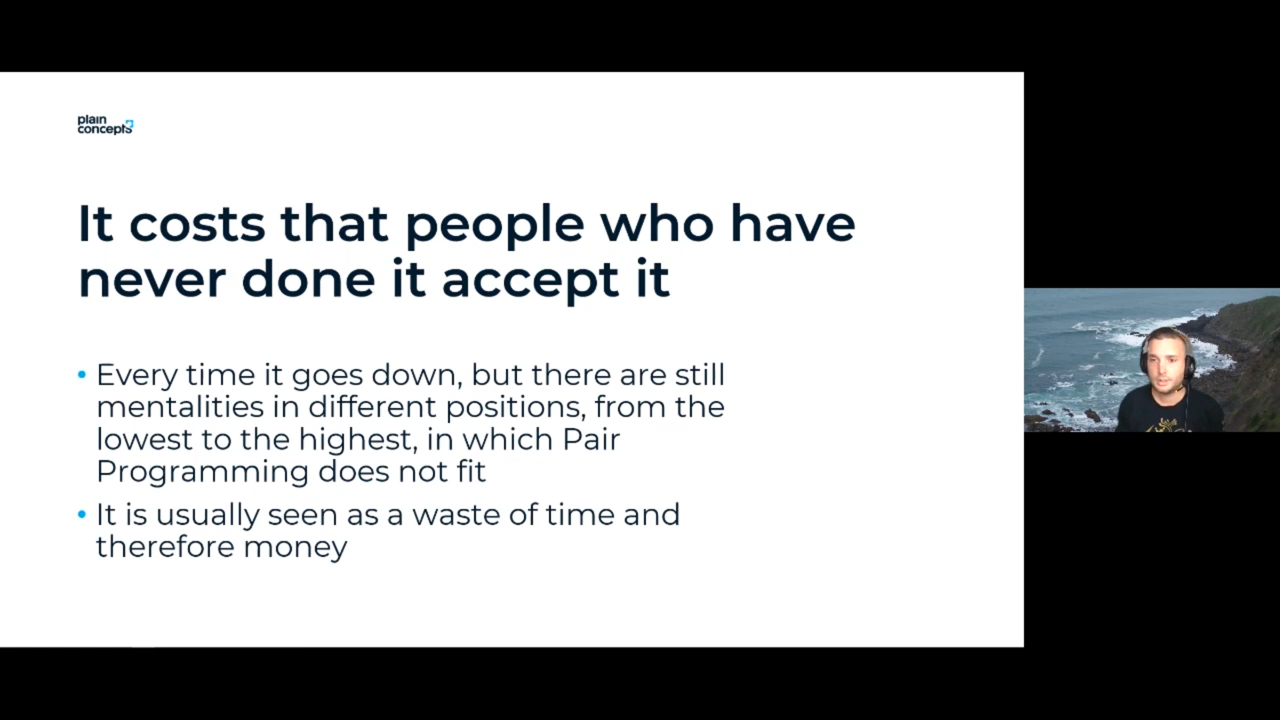 plain
concepts
It costs that people who have
never done it accept it
• Every time it goes down, but there are still
mentalities in different positions, from the
lowest to the highest, in which Pair
Programming does not fit
• It is usually seen as a waste of time and
therefore money